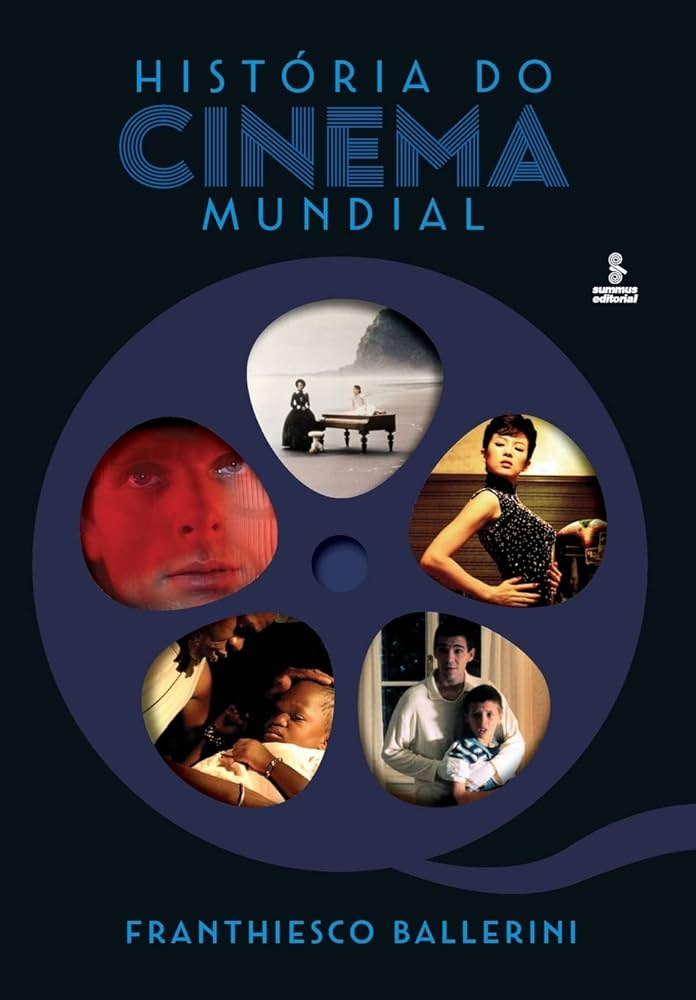 HISTÓRIA DO
CINEMA
MUNDIAL
summus
editorial
FRANTHIESCO BALLERINI